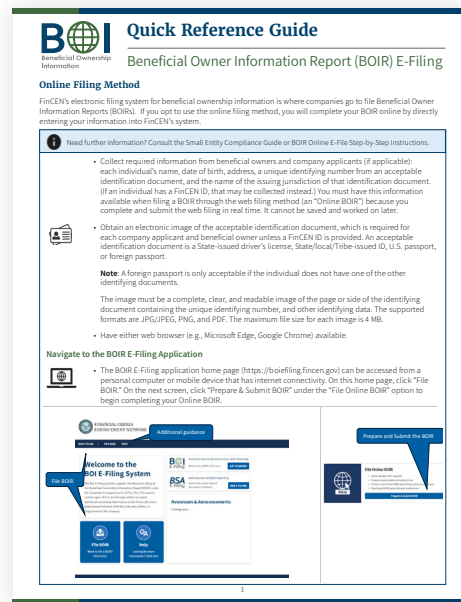 BOI
Beneficial Ownership
Information
Quick Reference Guide
Beneficial Owner Information Report (BOIR) E-Filing
Online Filing Method
FinCEN's electronic filing system for beneficial ownership information is where companies go to file Beneficial Owner
Information Reports (BOIRs). If you opt to use the online filing method, you will complete your BOIR online by directly
entering your information into FinCEN's system.
Need further information? Consult the Small Entity Compliance Guide or BOIR Online E-File Step-by-Step Instructions.
• Collect required information from beneficial owners and company applicants (if applicable):
each individual's name, date of birth, address, a unique identifying number from an acceptable
identification document, and the name of the issuing jurisdiction of that identification document.
(If an individual has a FinCEN ID, that may be collected instead.) You must have this information
available when filing a BOIR through the web filing method (an "Online BOIR") because you
complete and submit the web filing in real time. It cannot be saved and worked on later.
• Obtain an electronic image of the acceptable identification document, which is required for
each company applicant and beneficial owner unless a FinCEN ID is provided. An acceptable
identification document is a State-issued driver's license, State/local/Tribe-issued ID, U.S. passport,
or foreign passport.
Note: A foreign passport is only acceptable if the individual does not have one of the other
identifying documents.
The image must be a complete, clear, and readable image of the page or side of the identifying
document containing the unique identifying number, and other identifying data. The supported
formats are JPG/JPEG, PNG, and PDF. The maximum file size for each image is 4 MB.
• Have either web browser (e.g., Microsoft Edge, Google Chrome) available.
Navigate to the BOIR E-Filing Application
• The BOIR E-Filing application home page (https://boiefiling.fincen.gov) can be accessed from a
personal computer or mobile device that has internet connectivity. On this home page, click "File
BOIR." On the next screen, click "Prepare & Submit BOIR" under the "File Online BOIR" option to
begin completing your Online BOIR.
FINANCIAL CRIMES
ENFORCEMENT NETWORK
Additional guidance
File BOIR
Welcome to the
BOI E-Filing System
BOI
E-Filing
BSA
E-Filing
Newsroom & Announcements
File BOIR
Help
Prepare and Submit the BOIR
File Online BOIR
WEB
Prepare & Submit BOIR
1